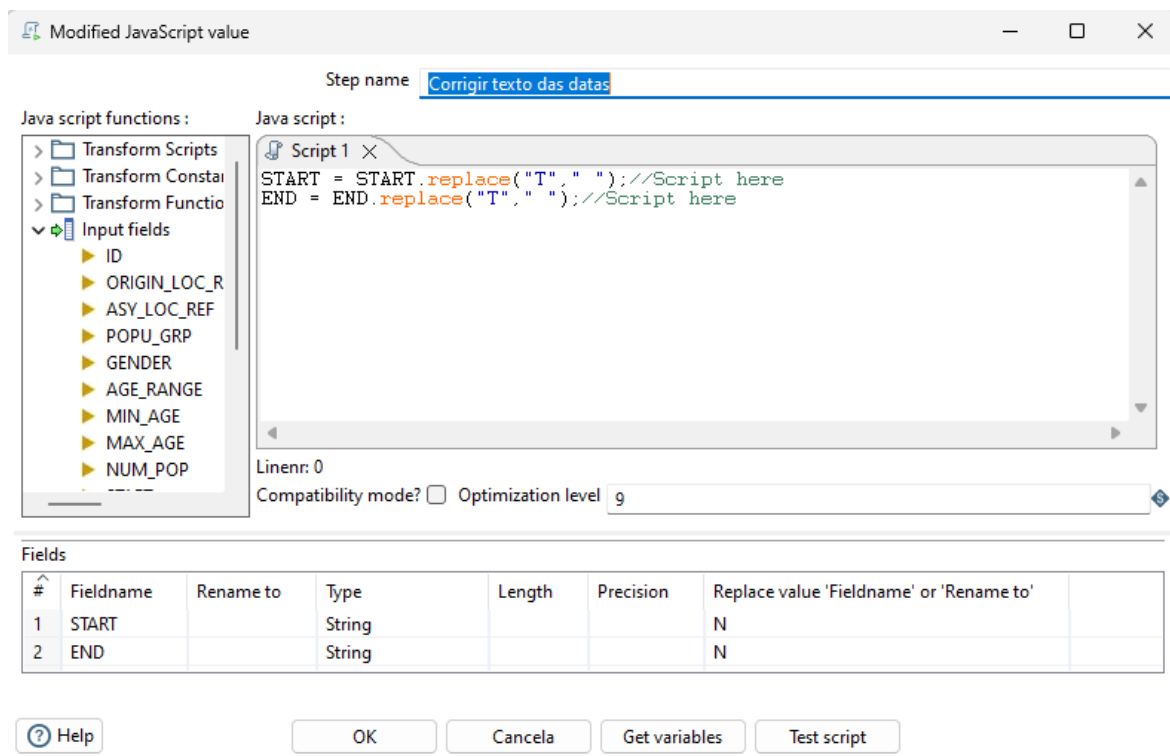 Modified JavaScript value
Step name Corrigir texto das datas
Java script functions :
Transform Scripts
Transform Constai
Transform Functio
Input fields
ID
ORIGIN_LOC_R
ASY_LOC_REF
POPU_GRP
GENDER
AGE_RANGE
MIN_AGE
MAX_AGE
NUM_POP
Java script :
Script 1
START = START.replace("T"," ");//Script here
END = END.replace("T"," ");//Script here
Linenr: 0
Compatibility mode? Optimization level 9
Fields
# Fieldname Rename to Type Length Precision Replace value 'Fieldname' or 'Rename to'
1 START String N
2 END String N
Help OK Cancela Get variables Test script